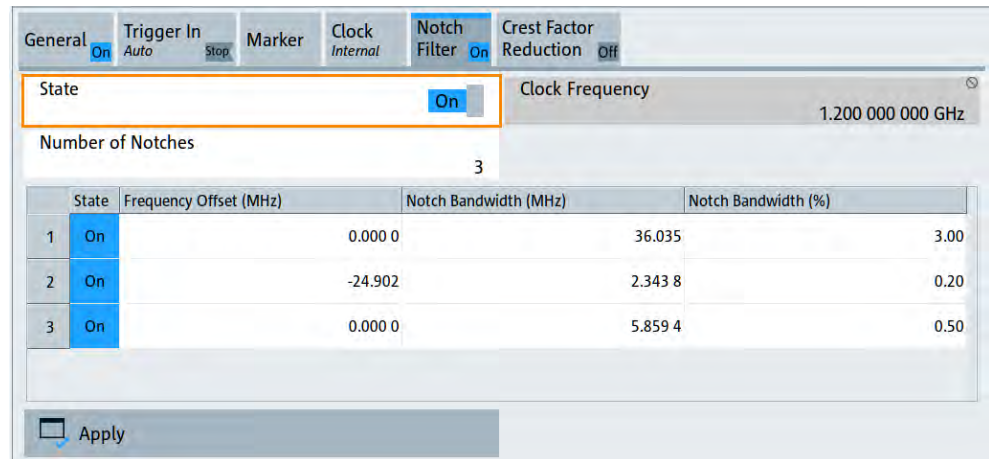 General On
Trigger In
Auto Stop
Marker
Clock
Internal
Notch
Filter On
Crest Factor
Reduction Off
State
On
Clock Frequency
1.200 000 000 GHz
Number of Notches
3
State Frequency Offset (MHz) Notch Bandwidth (MHz) Notch Bandwidth (%)
1 On 0.000 0 36.035 3.00
2 On -24.902 2.343 8 0.20
3 On 0.000 0 5.859 4 0.50
Apply